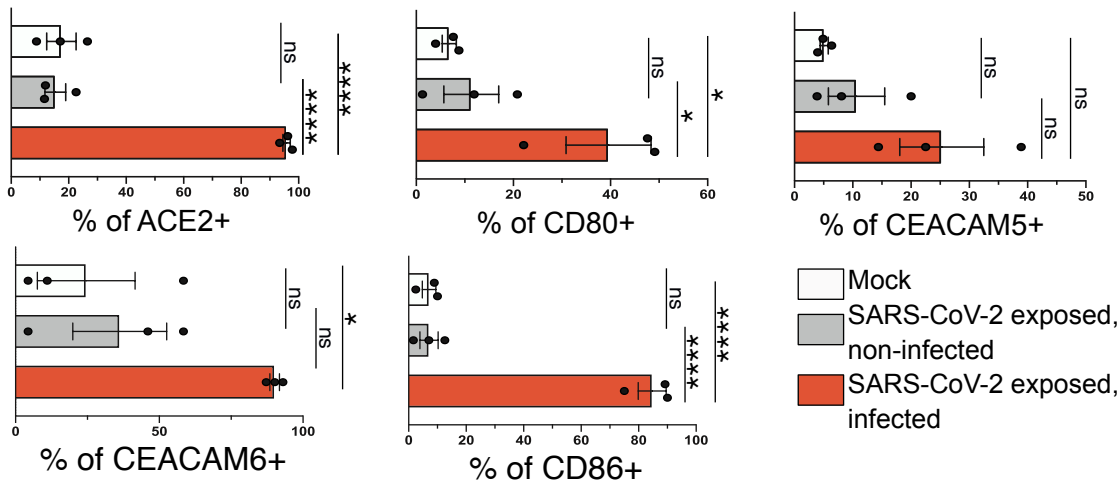 ns
****
****
0 20 40 60 80 100
% of ACE2+
ns
*
*
0 20 40 60
% of CD80+
ns
ns
ns
0 10 20 30 40 50
% of CEACAM5+
ns
ns
*
0 50 100
% of CEACAM6+
ns
****
****
0 20 40 60 80 100
% of CD86+
Mock
SARS-CoV-2 exposed,
non-infected
SARS-CoV-2 exposed,
infected